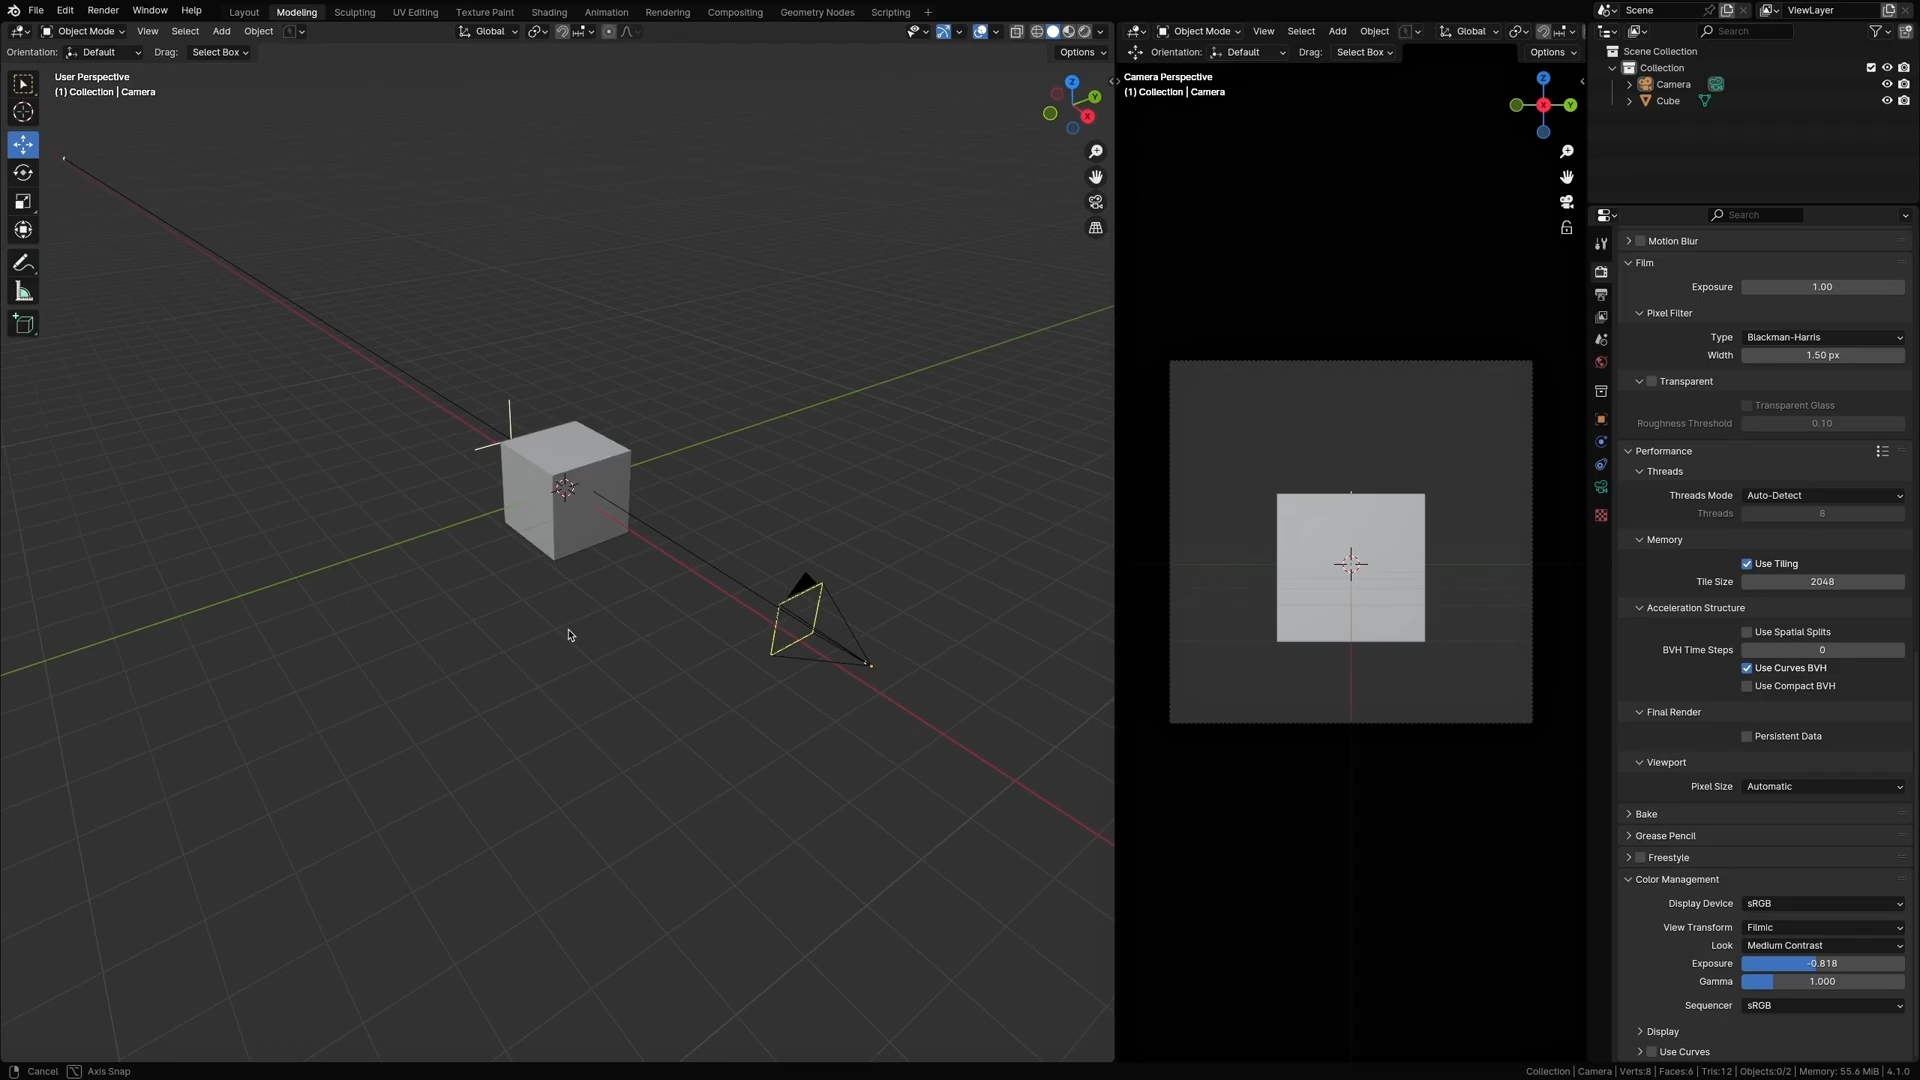 File Edit Render Window Help Layout Modeling Sculpting UV Editing Texture Paint Shading Animation Rendering Compositing Geometry Nodes Scripting + Scene ViewLayer
Object Mode View Select Add Object Global
Orientation: Default Drag: Select Box Options
User Perspective
(1) Collection | Camera
Z
Y
X
Object Mode View Select Add Object Global
Orientation: Default Drag: Select Box Options
Camera Perspective
(1) Collection | Camera
Z
X
Y
Search
Scene Collection
Collection
Camera
Cube
Search
Motion Blur
Film
Exposure 1.00
Pixel Filter
Type Blackman-Harris
Width 1.50 px
Transparent
Transparent Glass
Roughness Threshold 0.10
Performance
Threads
Threads Mode Auto-Detect
Threads 8
Memory
Use Tiling
Tile Size 2048
Acceleration Structure
Use Spatial Splits
BVH Time Steps 0
Use Curves BVH
Use Compact BVH
Final Render
Persistent Data
Viewport
Pixel Size Automatic
Bake
Grease Pencil
Freestyle
Color Management
Display Device sRGB
View Transform Filmic
Look Medium Contrast
Exposure -0.818
Gamma 1.000
Sequencer sRGB
Display
Use Curves
Cancel Axis Snap
Collection | Camera | Verts:8 | Faces:6 | Tris:12 | Objects:0/2 | Memory: 55.6 MiB | 4.1.0